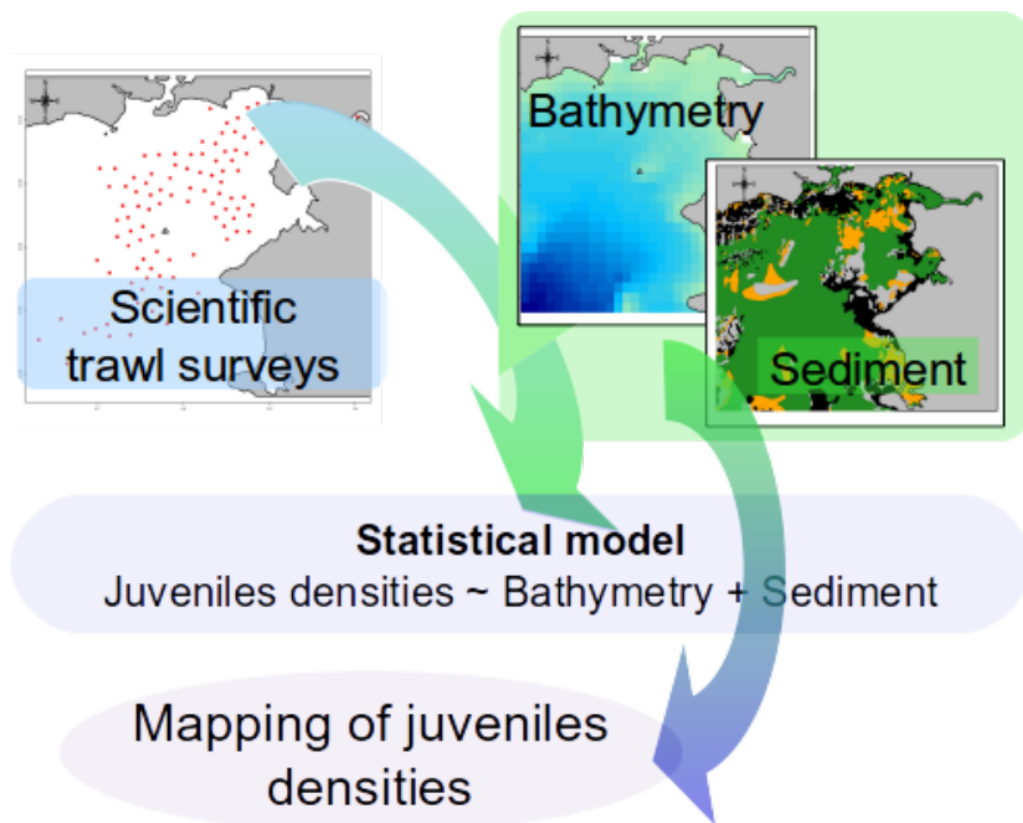 Scientific
trawl surveys
Bathymetry
Sediment
Statistical model
Juveniles densities ~ Bathymetry + Sediment
Mapping of juveniles
densities